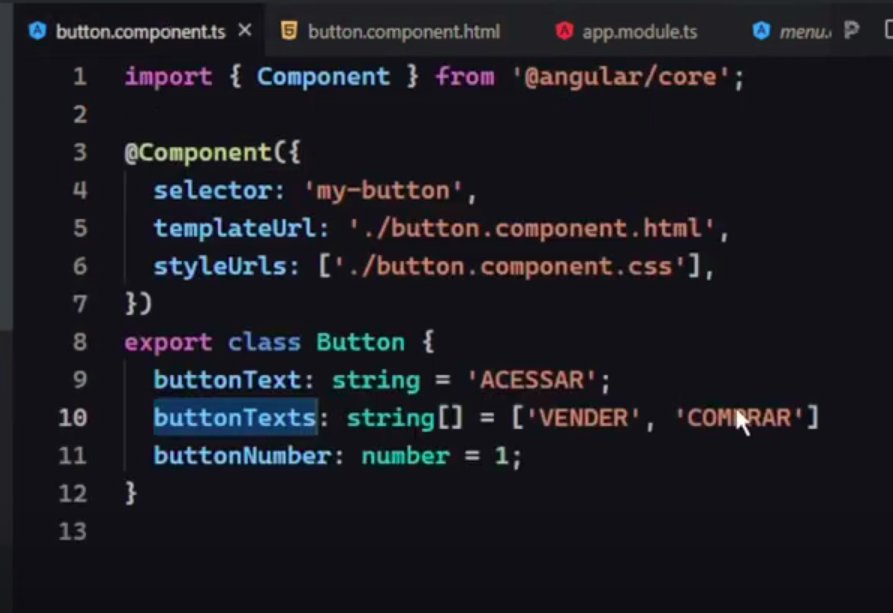 button.component.ts button.component.html app.module.ts menu.
1 import { Component } from '@angular/core';
2
3 @Component({
4 selector: 'my-button',
5 templateUrl: './button.component.html',
6 styleUrls: ['./button.component.css'],
7 })
8 export class Button {
9 buttonText: string = 'ACESSAR';
10 buttonTexts: string[] = ['VENDER', 'COMPRAR']
11 buttonNumber: number = 1;
12 }
13